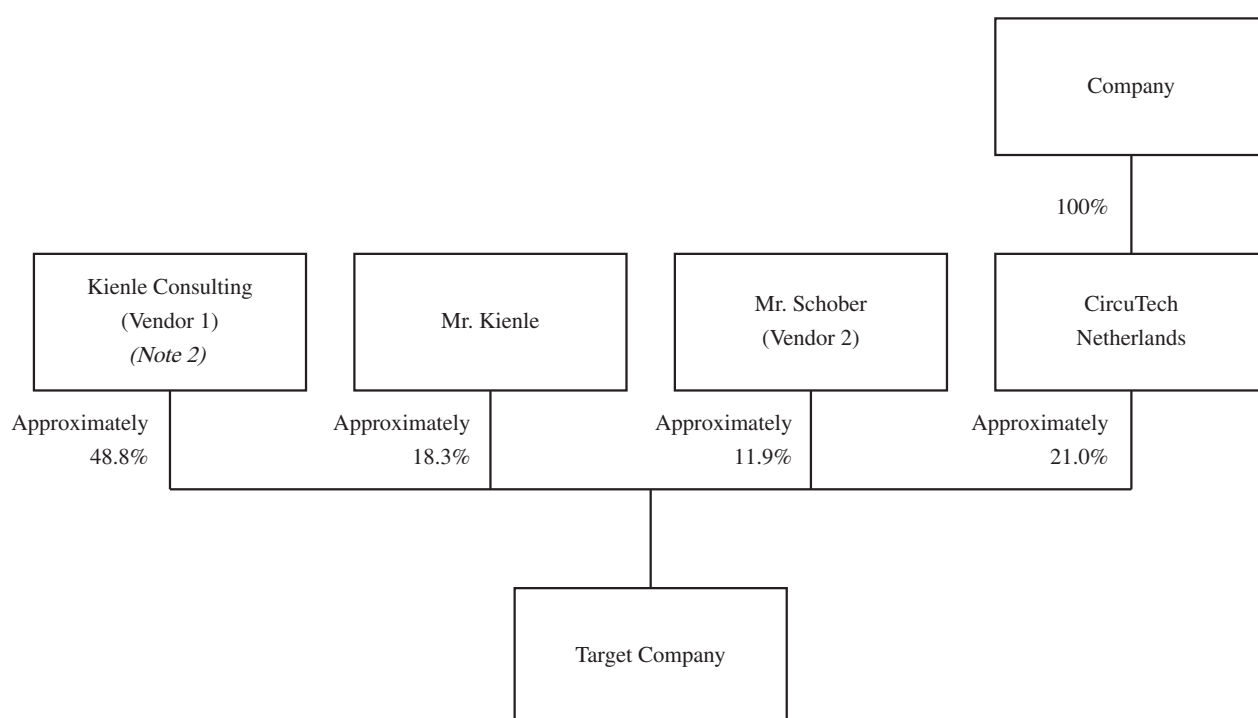 Company
100%
Kienle Consulting
(Vendor 1)
(Note 2)
Mr. Kienle
Mr. Schober
(Vendor 2)
CircuTech
Netherlands
Approximately
48.8%
Approximately
18.3%
Approximately
11.9%
Approximately
21.0%
Target Company